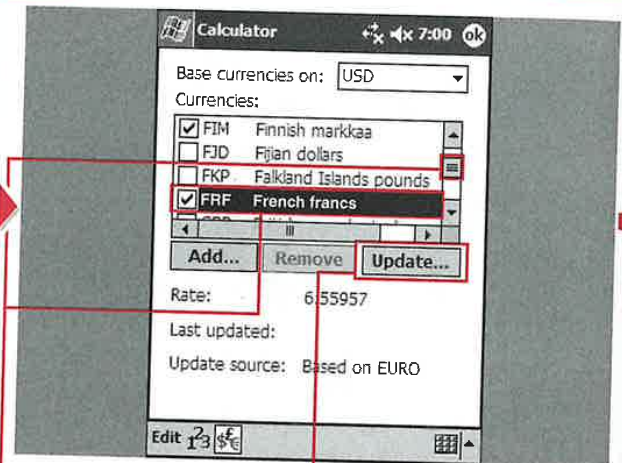 Calculator 7:00 ok
Base currencies on: USD
Currencies:
FIM Finnish markkaa
FJD Fijian dollars
FKP Falkland Islands pounds
FRF French francs
Add... Remove Update...
Rate: 6.55957
Last updated:
Update source: Based on EURO
Edit 123 $€